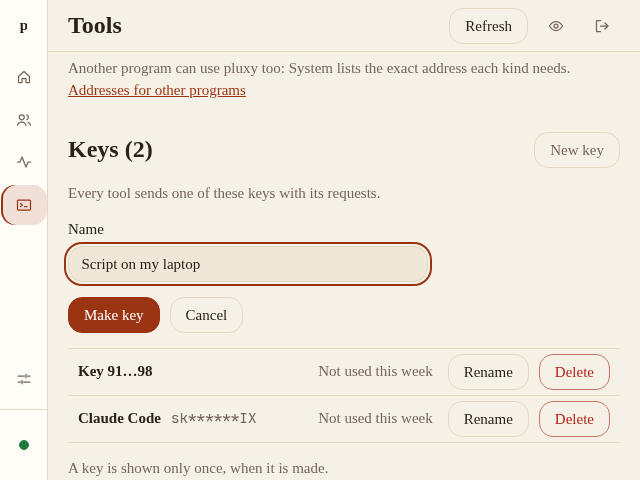 p
Tools
Refresh
Another program can use pluxy too: System lists the exact address each kind needs.
Addresses for other programs
Keys (2)
New key
Every tool sends one of these keys with its requests.
Name
Script on my laptop
Make key
Cancel
Key 91…98
Not used this week
Rename
Delete
Claude Code sk******IX
Not used this week
Rename
Delete
A key is shown only once, when it is made.